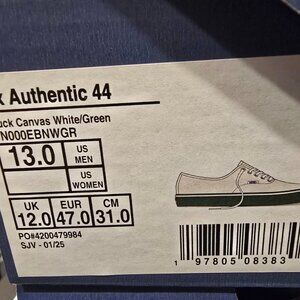 Authentic 44
Canvas White/Green
N000EBNWGR
13.0 US MEN
US WOMEN
UK EUR CM
12.0 47.0 31.0
PO#4200479984
SJV - 01/25
1 97805 08383